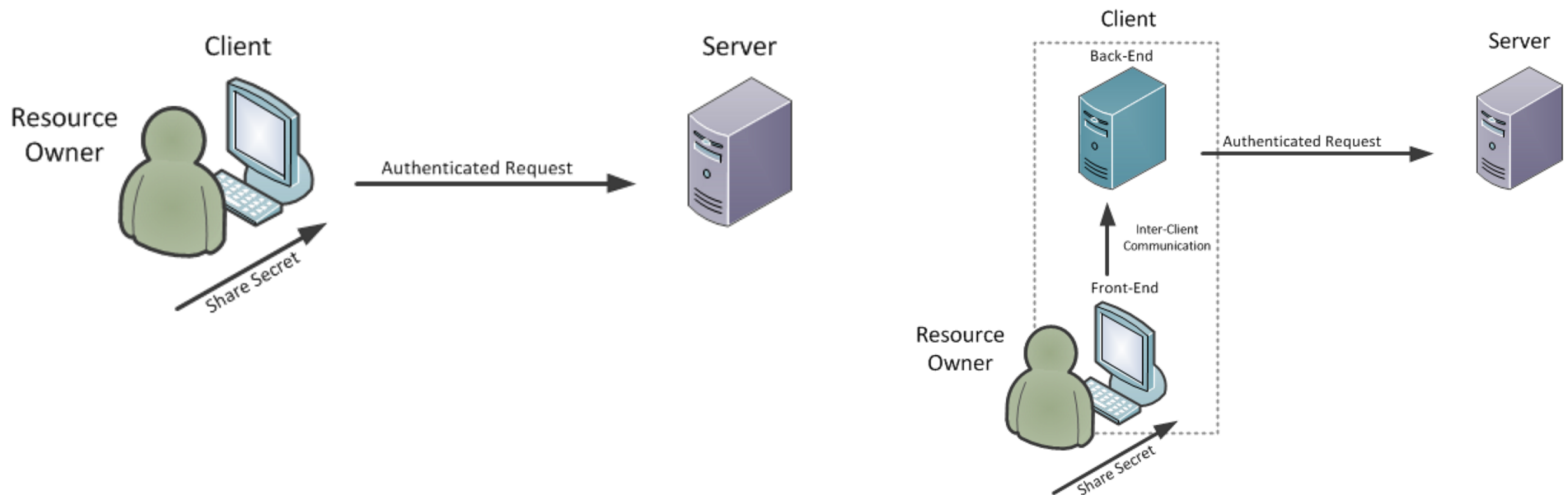 Client
Server
Resource
Owner
Authenticated Request
Share Secret
Client
Back-End
Server
Authenticated Request
Inter-Client
Communication
Front-End
Resource
Owner
Share Secret